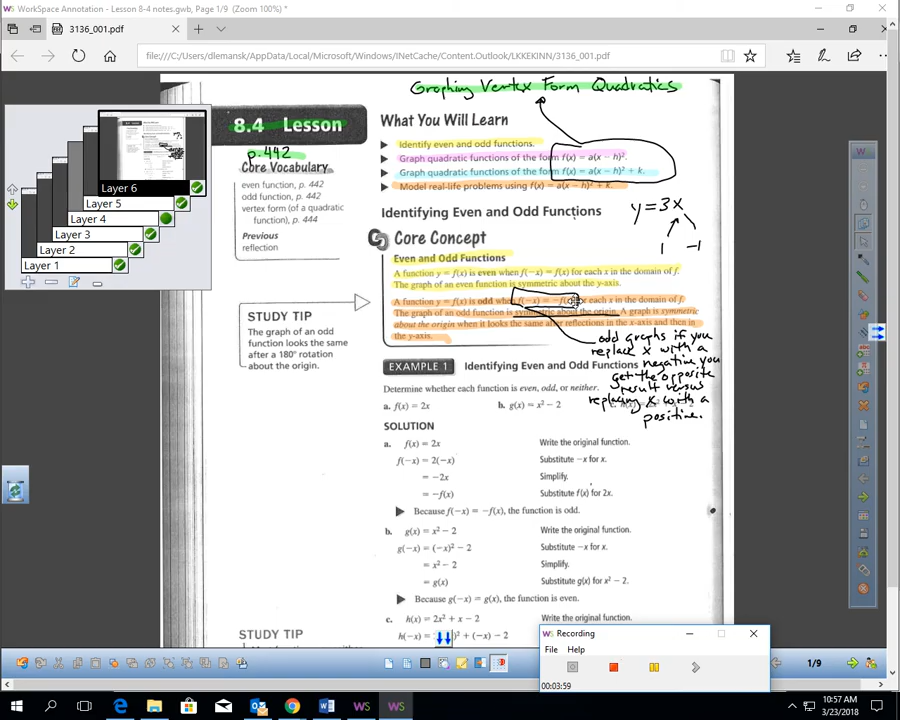 WorkSpace Annotation - Lesson 8-4 notes.gwb, Page 1/9 (Zoom 100%) *
3136_001.pdf
file:///C:/Users/dlemansk/AppData/Local/Microsoft/Windows/INetCache/Content.Outlook/LKKEKINN/3136_001.pdf
Graphing Vertex Form Quadratics
8.4 Lesson
p.442
Core Vocabulary
even function, p. 442
odd function, p. 442
vertex form (of a quadratic
function), p. 444
Previous
reflection
Layer 6
Layer 5
Layer 4
Layer 3
Layer 2
Layer 1
What You Will Learn
Identify even and odd functions.
Graph quadratic functions of the form f(x) = a(x − h)².
Graph quadratic functions of the form f(x) = a(x − h)² + k.
Model real-life problems using f(x) = a(x − h)² + k.
y=3x
1 -1
Identifying Even and Odd Functions
Core Concept
Even and Odd Functions
A function y = f(x) is even when f(−x) = f(x) for each x in the domain of f.
The graph of an even function is symmetric about the y-axis.
A function y = f(x) is odd when f(−x) = −f(x) for each x in the domain of f.
The graph of an odd function is symmetric about the origin. A graph is symmetric
about the origin when it looks the same after reflections in the x-axis and then in
the y-axis.
STUDY TIP
The graph of an odd
function looks the same
after a 180° rotation
about the origin.
odd graphs if you
replace x with a
negative you
get the opposite
result versus
replacing x with a
positive.
EXAMPLE 1 Identifying Even and Odd Functions
Determine whether each function is even, odd, or neither.
a. f(x) = 2x b. g(x) = x² − 2
SOLUTION
a. f(x) = 2x Write the original function.
f(−x) = 2(−x) Substitute −x for x.
= −2x Simplify.
= −f(x) Substitute f(x) for 2x.
Because f(−x) = −f(x), the function is odd.
b. g(x) = x² − 2 Write the original function.
g(−x) = (−x)² − 2 Substitute −x for x.
= x² − 2 Simplify.
= g(x) Substitute g(x) for x² − 2.
Because g(−x) = g(x), the function is even.
c. h(x) = 2x² + x − 2 Write the original function.
h(−x) = )² + (−x) − 2
STUDY TIP
Recording
File Help
00:03:59
1/9
10:57 AM
3/23/2018